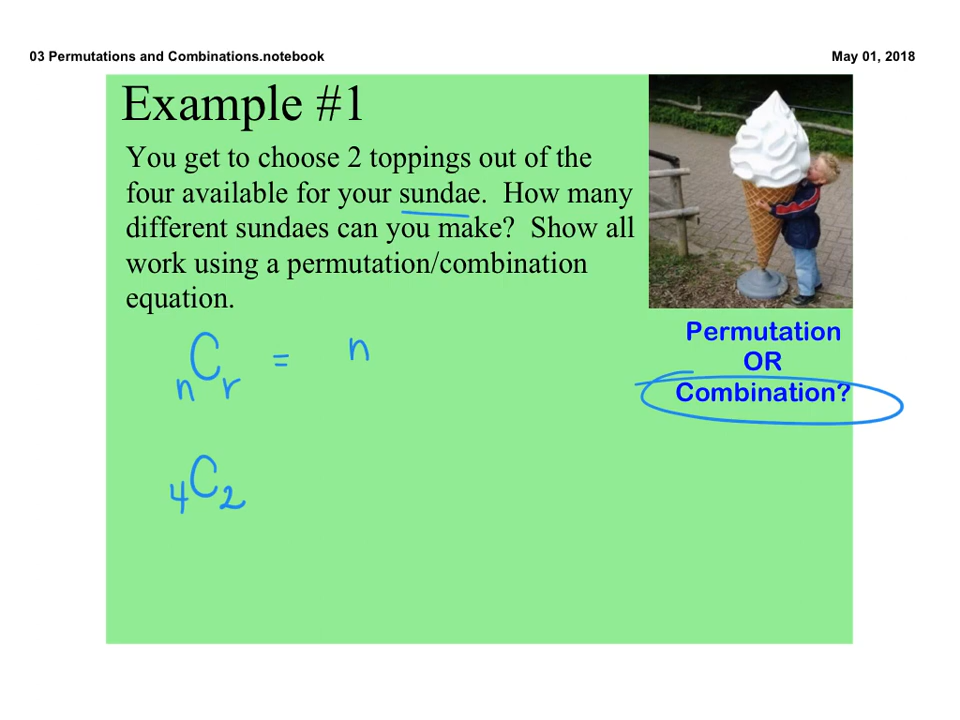 03 Permutations and Combinations.notebook May 01, 2018
Example #1
You get to choose 2 toppings out of the
four available for your sundae. How many
different sundaes can you make? Show all
work using a permutation/combination
equation.
Permutation
OR
Combination?
nCr = n
4C2